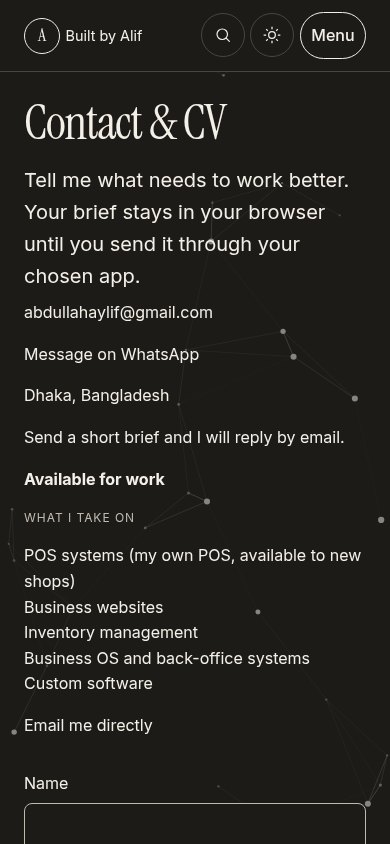 A Built by Alif
Menu
Contact & CV
Tell me what needs to work better.
Your brief stays in your browser
until you send it through your
chosen app.
abdullahaylif@gmail.com
Message on WhatsApp
Dhaka, Bangladesh
Send a short brief and I will reply by email.
Available for work
WHAT I TAKE ON
POS systems (my own POS, available to new
shops)
Business websites
Inventory management
Business OS and back-office systems
Custom software
Email me directly
Name